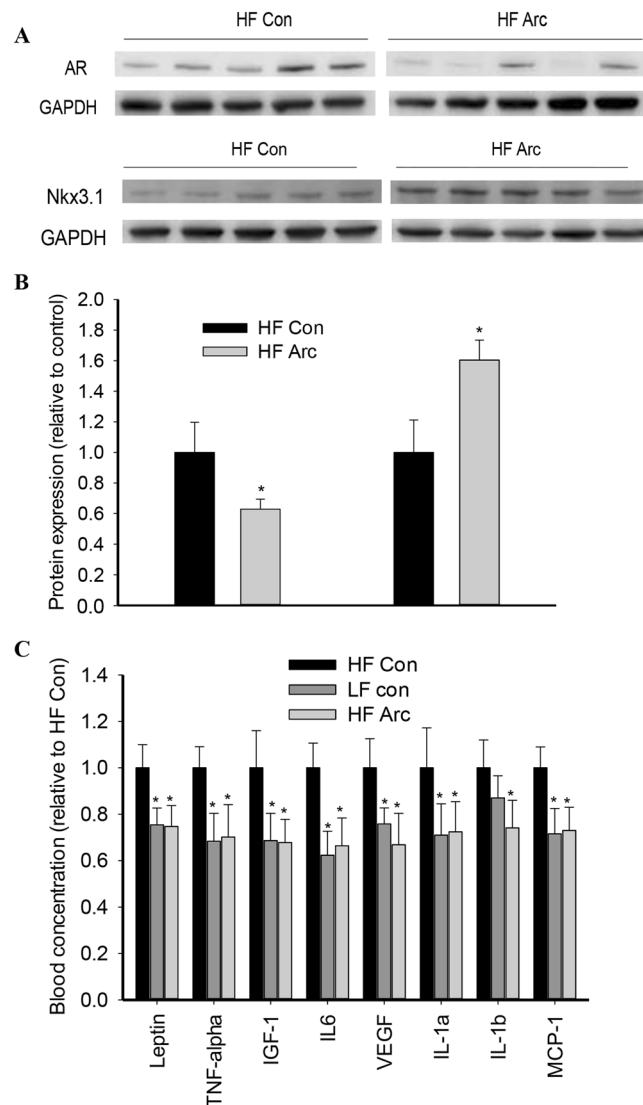 A
HF Con HF Arc
AR
GAPDH
HF Con HF Arc
Nkx3.1
GAPDH
B
Protein expression (relative to control)
2.0
1.8
1.6
1.4
1.2
1.0
0.8
0.6
0.4
0.2
0.0
HF Con
HF Arc
*
*
C
Blood concentration (relative to HF Con)
1.4
1.2
1.0
0.8
0.6
0.4
0.2
0.0
HF Con
LF con
HF Arc
* * * * * * * * * * * * * * *
Leptin
TNF-alpha
IGF-1
IL6
VEGF
IL-1a
IL-1b
MCP-1